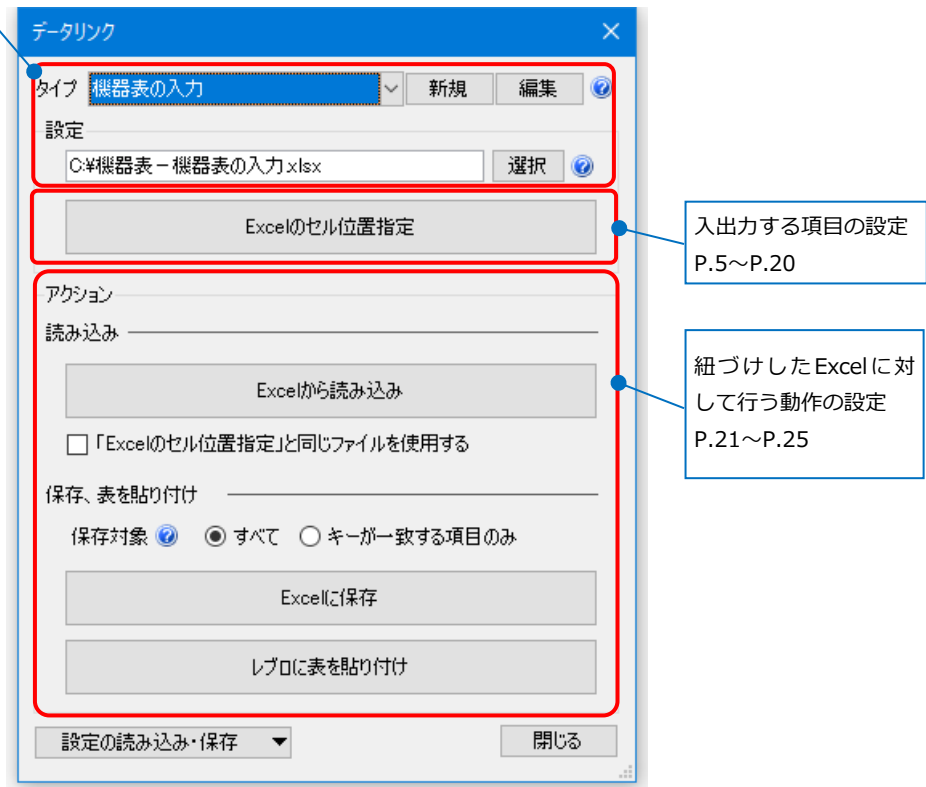 データリンク
タイプ 機器表の入力 新規 編集
設定
C:¥機器表－機器表の入力.xlsx 選択
Excelのセル位置指定
入出力する項目の設定
P.5～P.20
アクション
読み込み
Excelから読み込み
「Excelのセル位置指定」と同じファイルを使用する
紐づけしたExcelに対
して行う動作の設定
P.21～P.25
保存、表を貼り付け
保存対象 すべて キーが一致する項目のみ
Excelに保存
レブロに表を貼り付け
設定の読み込み・保存 閉じる